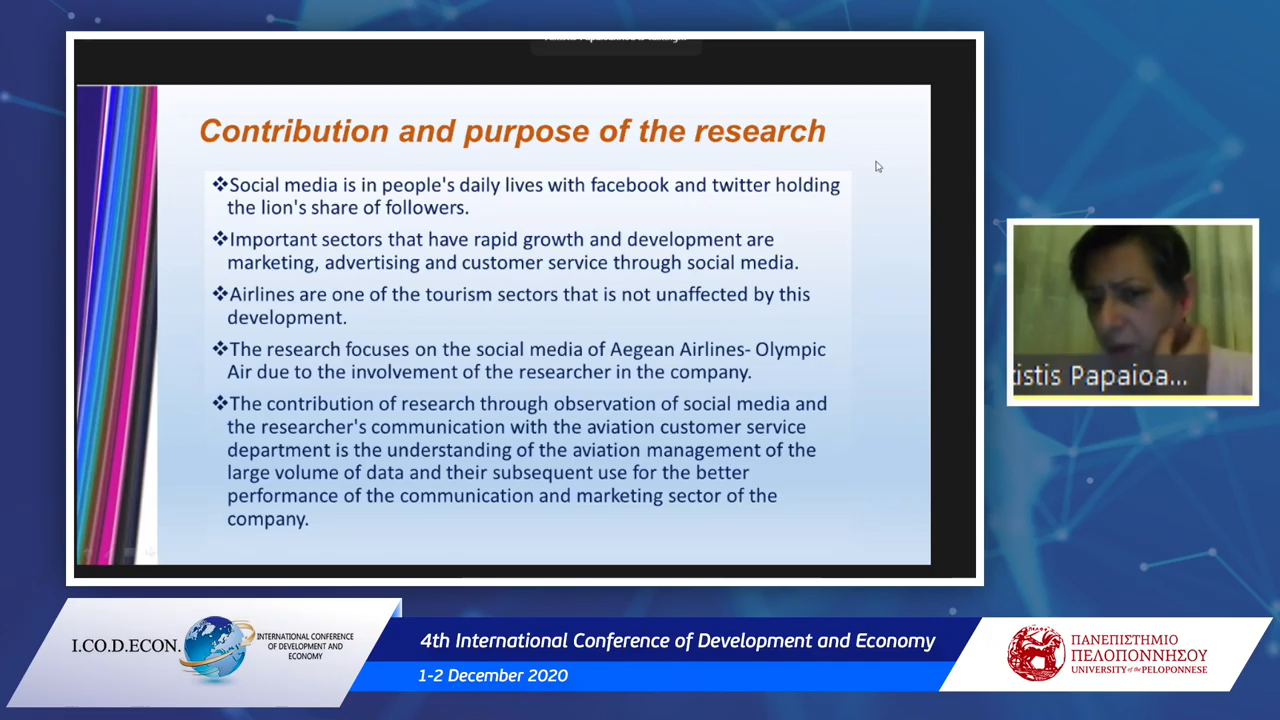 Contribution and purpose of the research
❖Social media is in people's daily lives with facebook and twitter holding
the lion's share of followers.
❖Important sectors that have rapid growth and development are
marketing, advertising and customer service through social media.
❖Airlines are one of the tourism sectors that is not unaffected by this
development.
❖The research focuses on the social media of Aegean Airlines- Olympic
Air due to the involvement of the researcher in the company.
❖The contribution of research through observation of social media and
the researcher's communication with the aviation customer service
department is the understanding of the aviation management of the
large volume of data and their subsequent use for the better
performance of the communication and marketing sector of the
company.
tistis Papaioa...
I.CO.D.ECON.
INTERNATIONAL CONFERENCE
OF DEVELOPMENT AND
ECONOMY
4th International Conference of Development and Economy
1-2 December 2020
ΠΑΝΕΠΙΣΤΗΜΙΟ
ΠΕΛΟΠΟΝΝΗΣΟΥ
UNIVERSITY of the PELOPONNESE